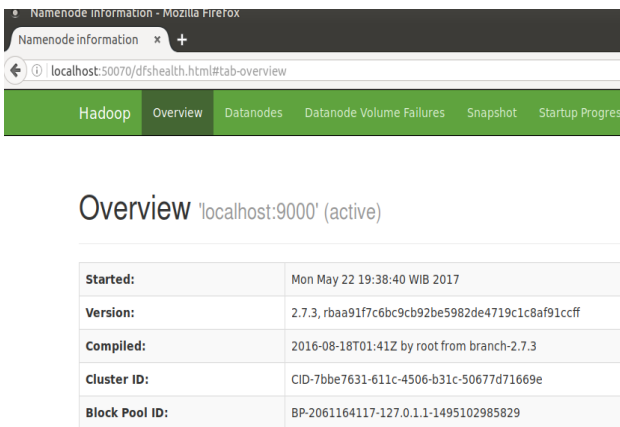 Namenode information - Mozilla Firefox
Namenode information × +
localhost:50070/dfshealth.html#tab-overview
Hadoop Overview Datanodes Datanode Volume Failures Snapshot Startup Progres
Overview 'localhost:9000' (active)
Started: Mon May 22 19:38:40 WIB 2017
Version: 2.7.3, rbaa91f7c6bc9cb92be5982de4719c1c8af91ccff
Compiled: 2016-08-18T01:41Z by root from branch-2.7.3
Cluster ID: CID-7bbe7631-611c-4506-b31c-50677d71669e
Block Pool ID: BP-2061164117-127.0.1.1-1495102985829